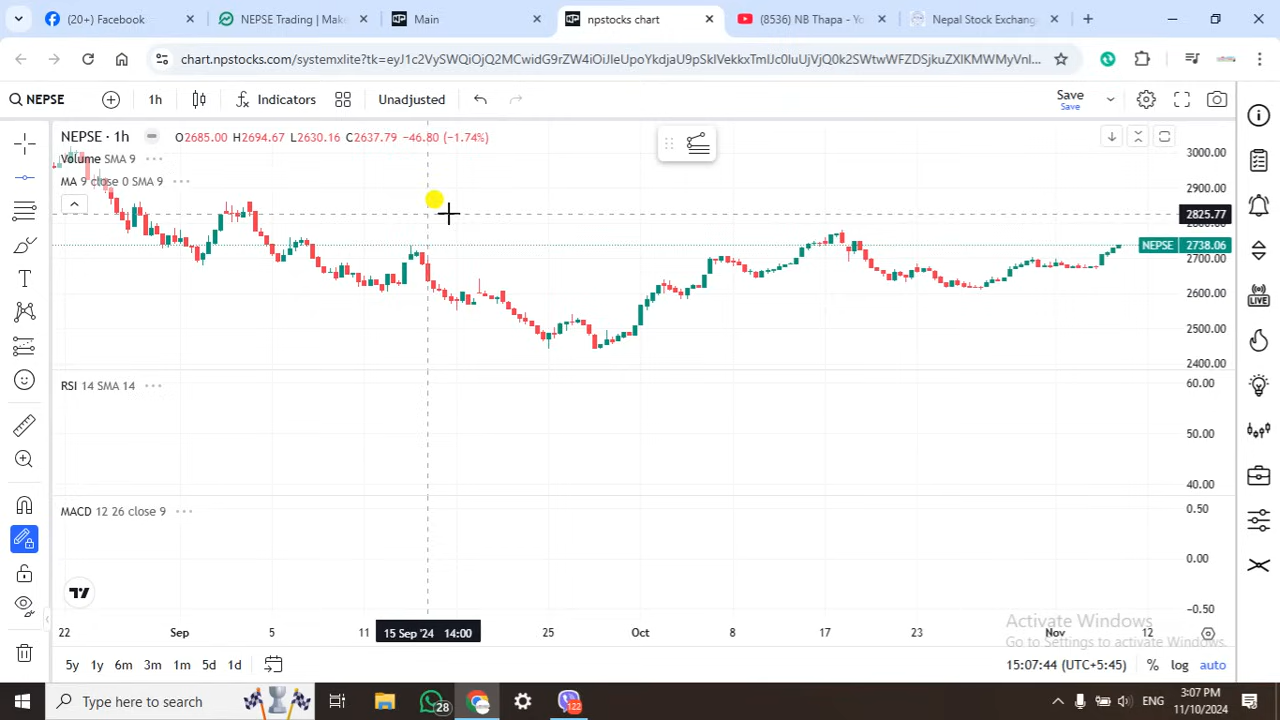 (20+) Facebook
NEPSE Trading | Mak
Main
npstocks chart
(8536) NB Thapa - Yo
Nepal Stock Exchan
chart.npstocks.com/systemxlite?tk=
NEPSE
1h
Indicators
Unadjusted
Save
Save
NEPSE · 1h
O2685.00 H2694.67 L2630.16 C2637.79 −46.80 (−1.74%)
Volume SMA 9
MA 9 close 0 SMA 9
3000.00
2900.00
2825.77
NEPSE 2738.06
2700.00
2600.00
2500.00
2400.00
LIVE
RSI 14 SMA 14
60.00
50.00
40.00
MACD 12 26 close 9
0.50
0.00
−0.50
22
Sep
5
11
15 Sep '24 14:00
25
Oct
8
17
23
Nov
12
Activate Windows
Go to Settings to activate Windows.
5y
1y
6m
3m
1m
5d
1d
15:07:44 (UTC+5:45)
%
log
auto
Type here to search
28
122
ENG
3:07 PM
11/10/2024